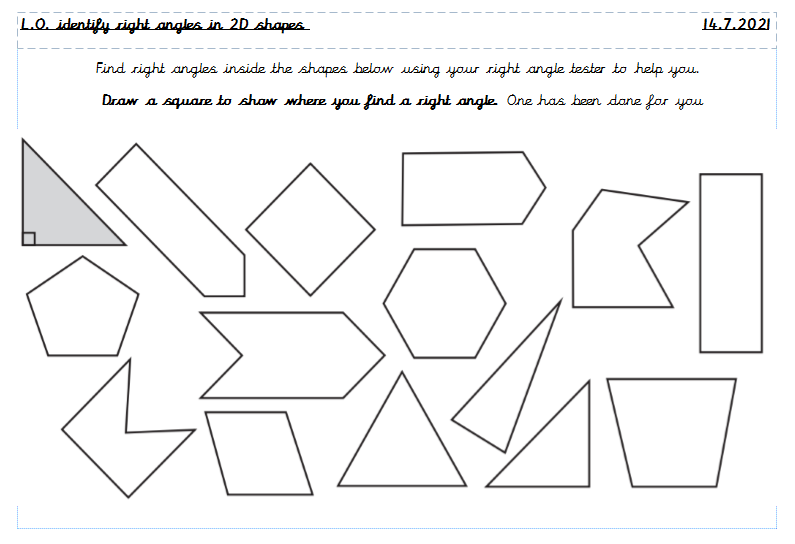 L.O. identify right angles in 2D shapes 14.7.2021
Find right angles inside the shapes below using your right angle tester to help you.
Draw a square to show where you find a right angle. One has been done for you